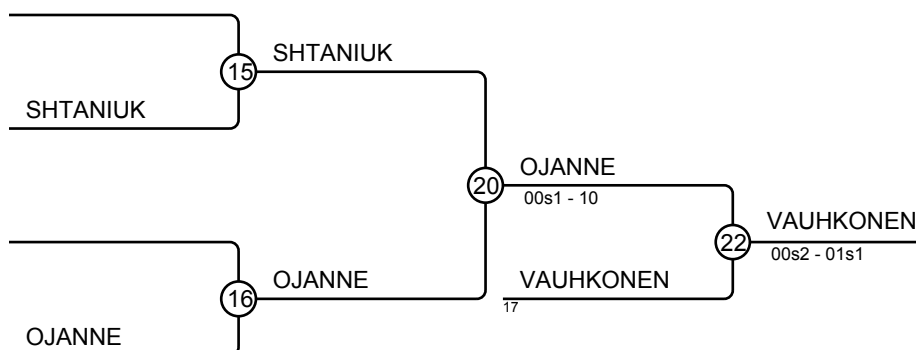 SHTANIUK
15
SHTANIUK
OJANNE
20
00s1 - 10
VAUHKONEN
22
00s2 - 01s1
OJANNE
VAUHKONEN
16
17
OJANNE